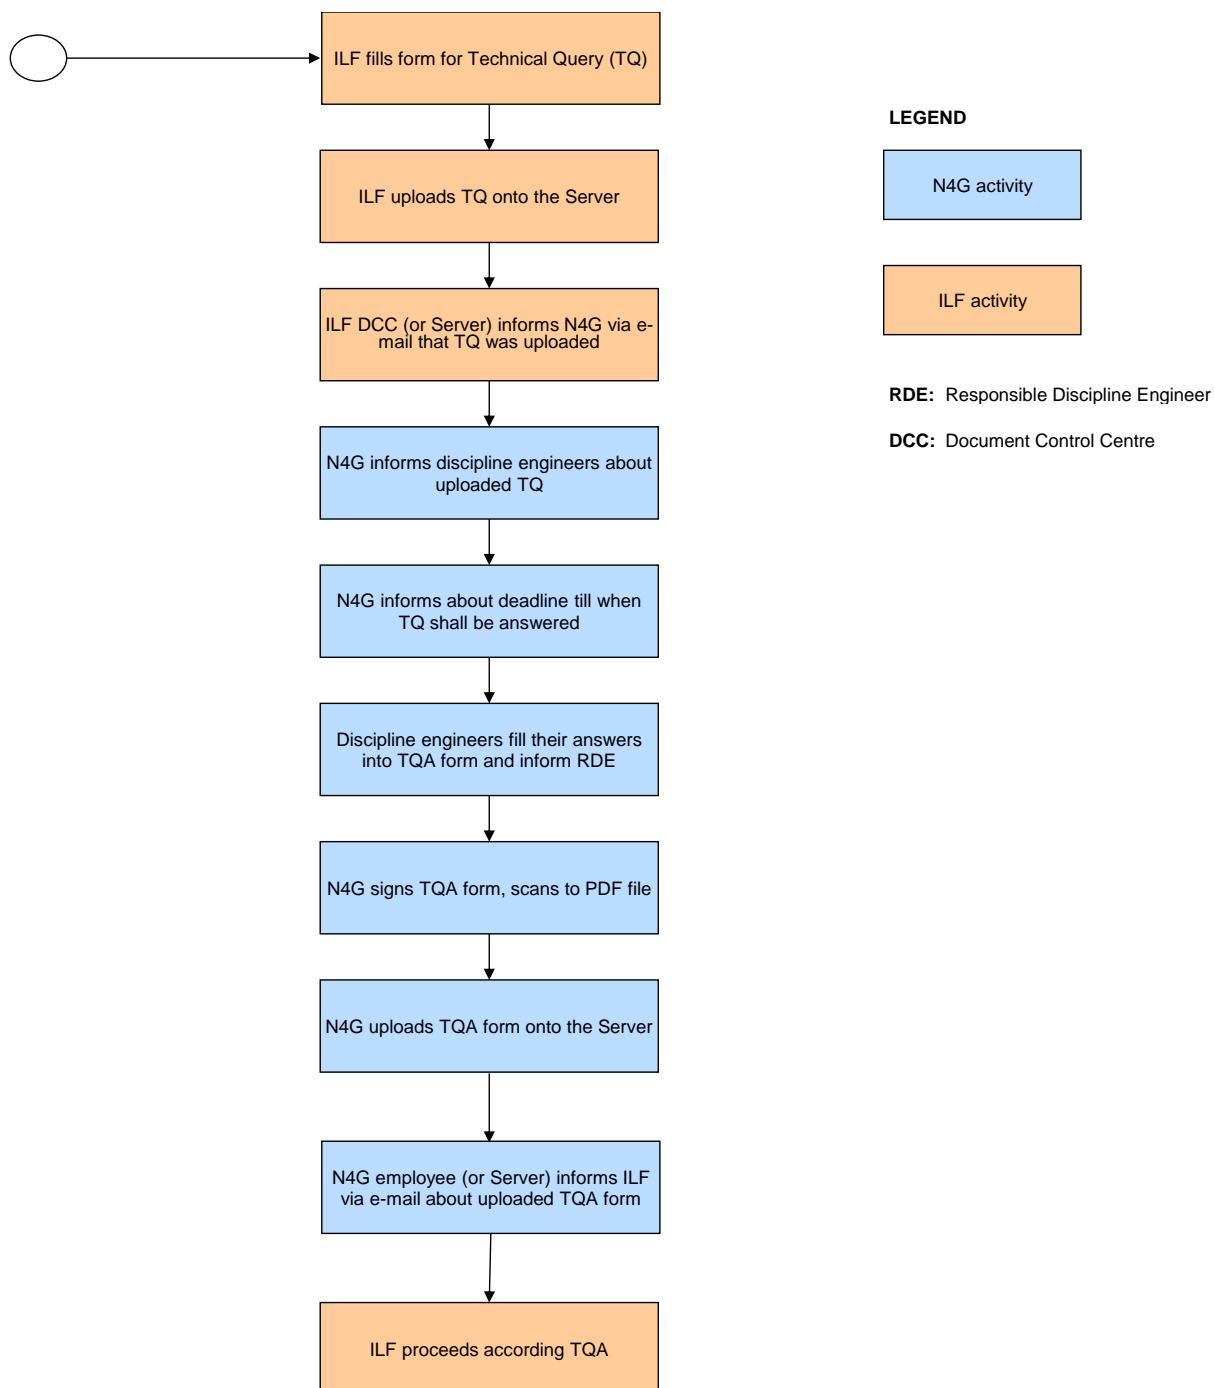 ILF fills form for Technical Query (TQ)
LEGEND
ILF uploads TQ onto the Server
N4G activity
ILF activity
ILF DCC (or Server) informs N4G via e-
mail that TQ was uploaded
RDE: Responsible Discipline Engineer
DCC: Document Control Centre
N4G informs discipline engineers about
uploaded TQ
N4G informs about deadline till when
TQ shall be answered
Discipline engineers fill their answers
into TQA form and inform RDE
N4G signs TQA form, scans to PDF file
N4G uploads TQA form onto the Server
N4G employee (or Server) informs ILF
via e-mail about uploaded TQA form
ILF proceeds according TQA